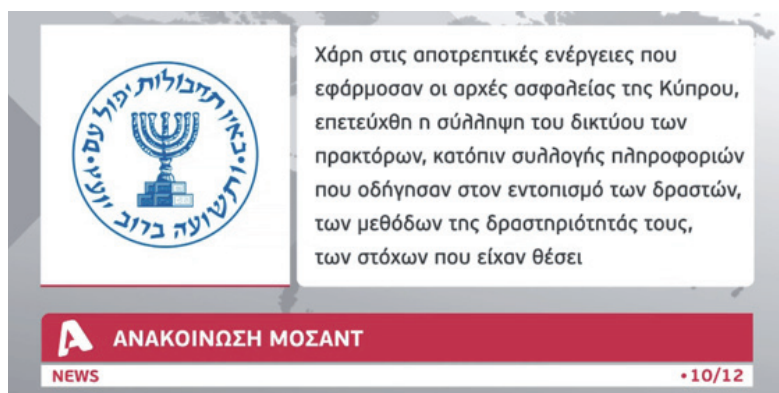 באין תחבולות יפול עם • ותשועה ברוב יועץ •
Χάρη στις αποτρεπτικές ενέργειες που
εφάρμοσαν οι αρχές ασφαλείας της Κύπρου,
επετεύχθη η σύλληψη του δικτύου των
πρακτόρων, κατόπιν συλλογής πληροφοριών
που οδήγησαν στον εντοπισμό των δραστών,
των μεθόδων της δραστηριότητάς τους,
των στόχων που είχαν θέσει
ΑΝΑΚΟΙΝΩΣΗ ΜΟΣΑΝΤ
NEWS
•10/12